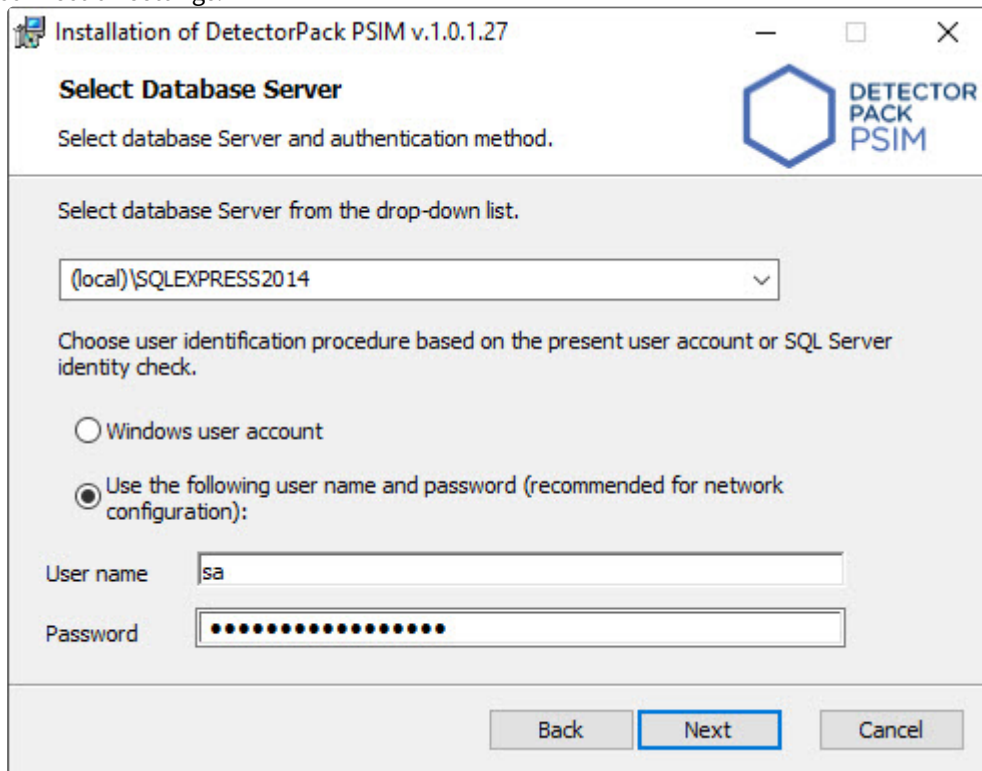 Installation of DetectorPack PSIM v.1.0.1.27
Select Database Server
Select database Server and authentication method.
DETECTOR
PACK
PSIM
Select database Server from the drop-down list.
(local)\SQLEXPRESS2014
Choose user identification procedure based on the present user account or SQL Server
identity check.
Windows user account
Use the following user name and password (recommended for network
configuration):
User name
sa
Password
•••••••••••••••••
Back
Next
Cancel